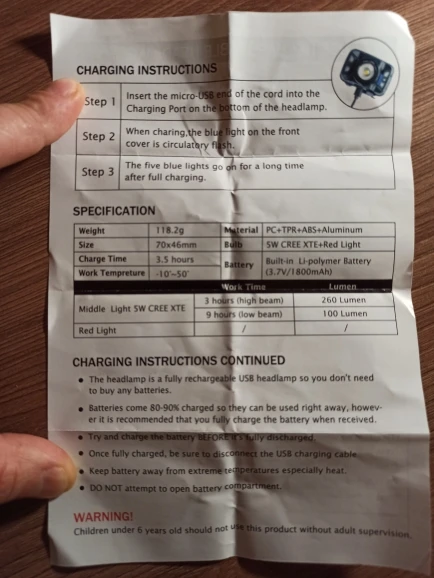 CHARGING INSTRUCTIONS
Step 1
Insert the micro-USB end of the cord into the
Charging Port on the bottom of the headlamp.
Step 2
When charing,the blue light on the front
cover is circulatory flash.
Step 3
The five blue lights go on for a long time
after full charging.
SPECIFICATION
Weight 118.2g Material PC+TPR+ABS+Aluminum
Size 70x46mm Bulb 5W CREE XTE+Red Light
Charge Time 3.5 hours Battery Built-in Li-polymer Battery
Work Tempreture -10°-50° (3.7V/1800mAh)
Work Time Lumen
Middle Light 5W CREE XTE 3 hours (high beam) 260 Lumen
9 hours (low beam) 100 Lumen
Red Light / /
CHARGING INSTRUCTIONS CONTINUED
• The headlamp is a fully rechargeable USB headlamp so you don't need
to buy any batteries.
• Batteries come 80-90% charged so they can be used right away, howev-
er it is recommended that you fully charge the battery when received.
• Try and charge the battery BEFORE it's fully discharged.
• Once fully charged, be sure to disconnect the USB charging cable
• Keep battery away from extreme temperatures especially heat.
• DO NOT attempt to open battery compartment.
WARNING!
Children under 6 years old should not use this product without adult supervision.